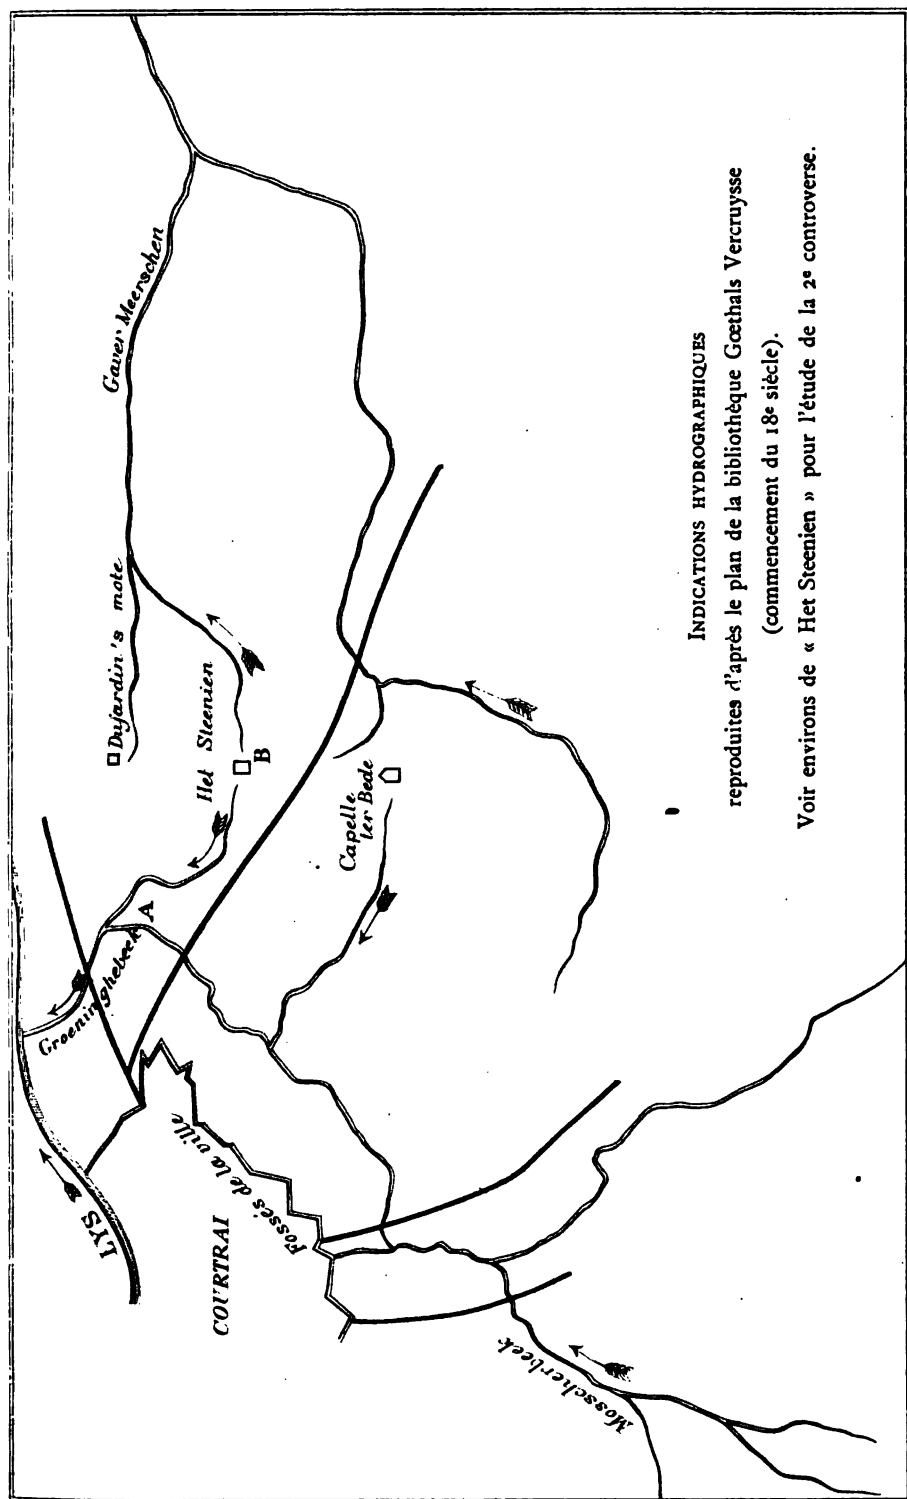 LYS
COURTRAI
Fossés de la ville
Groeninghebeek
A
Het Steenien
B
Dujardin's mote
Gaver Meerschen
Capelle
ter Bede
Mosscherbeek
INDICATIONS HYDROGRAPHIQUES
reproduites d'après le plan de la bibliothèque Gœthals Vercruysse
(commencement du 18e siècle).
Voir environs de « Het Steenien » pour l'étude de la 2e controverse.